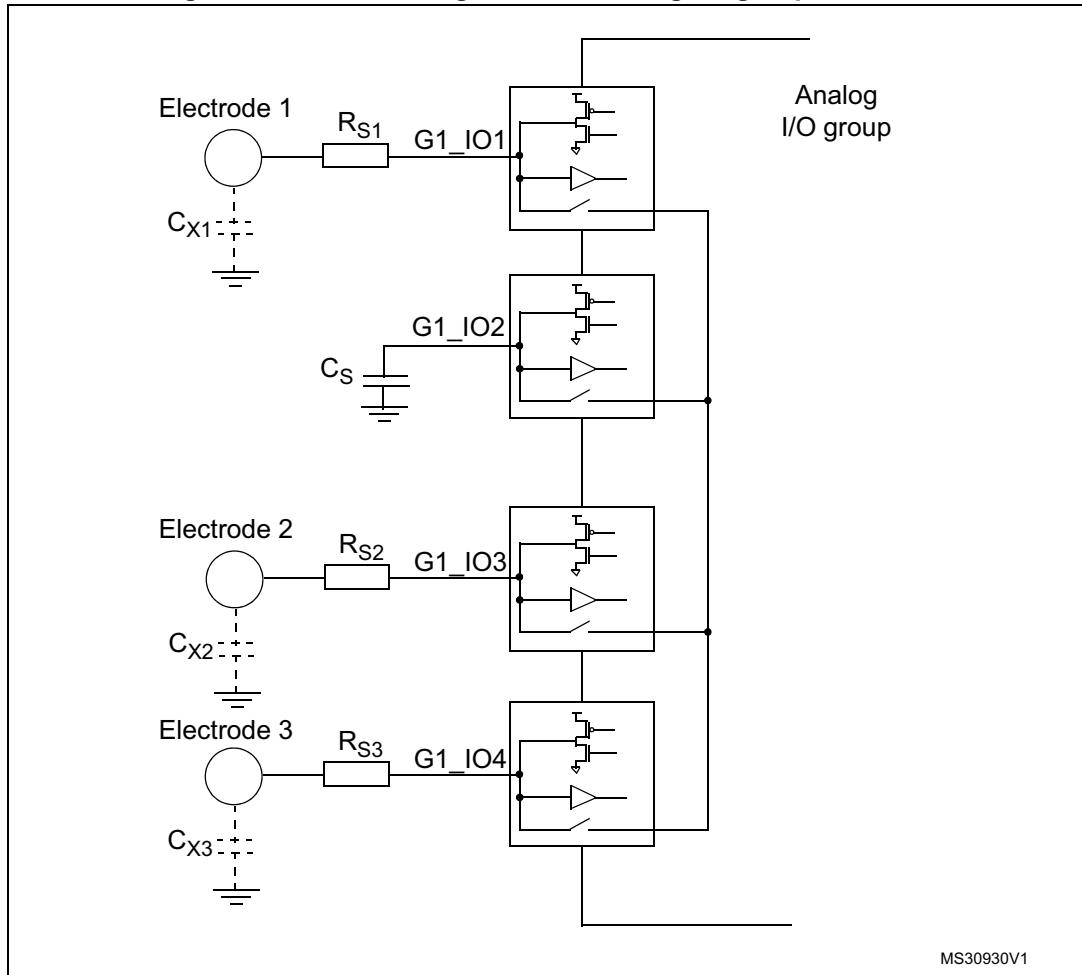 Analog
I/O group
Electrode 1
RS1
G1_IO1
CX1
G1_IO2
CS
Electrode 2
RS2
G1_IO3
CX2
Electrode 3
RS3
G1_IO4
CX3
MS30930V1